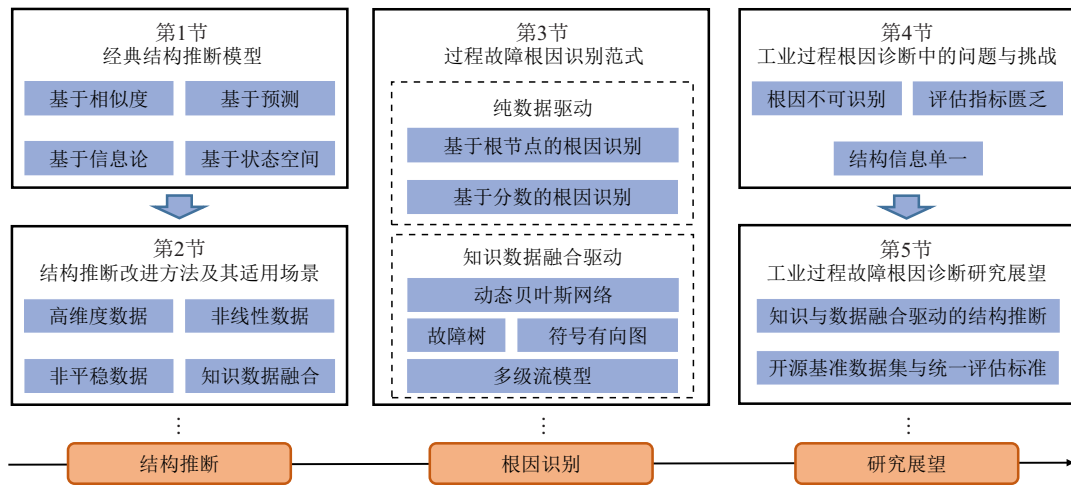 第1节
经典结构推断模型
基于相似度
基于预测
基于信息论
基于状态空间
第2节
结构推断改进方法及其适用场景
高维度数据
非线性数据
非平稳数据
知识数据融合
⋮
结构推断
第3节
过程故障根因识别范式
纯数据驱动
基于根节点的根因识别
基于分数的根因识别
知识数据融合驱动
动态贝叶斯网络
故障树
符号有向图
多级流模型
⋮
根因识别
第4节
工业过程根因诊断中的问题与挑战
根因不可识别
评估指标匮乏
结构信息单一
第5节
工业过程故障根因诊断研究展望
知识与数据融合驱动的结构推断
开源基准数据集与统一评估标准
⋮
研究展望